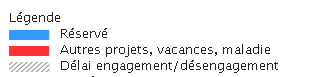 Légende
Réservé
Autres projets, vacances, maladie
Délai engagement/désengagement